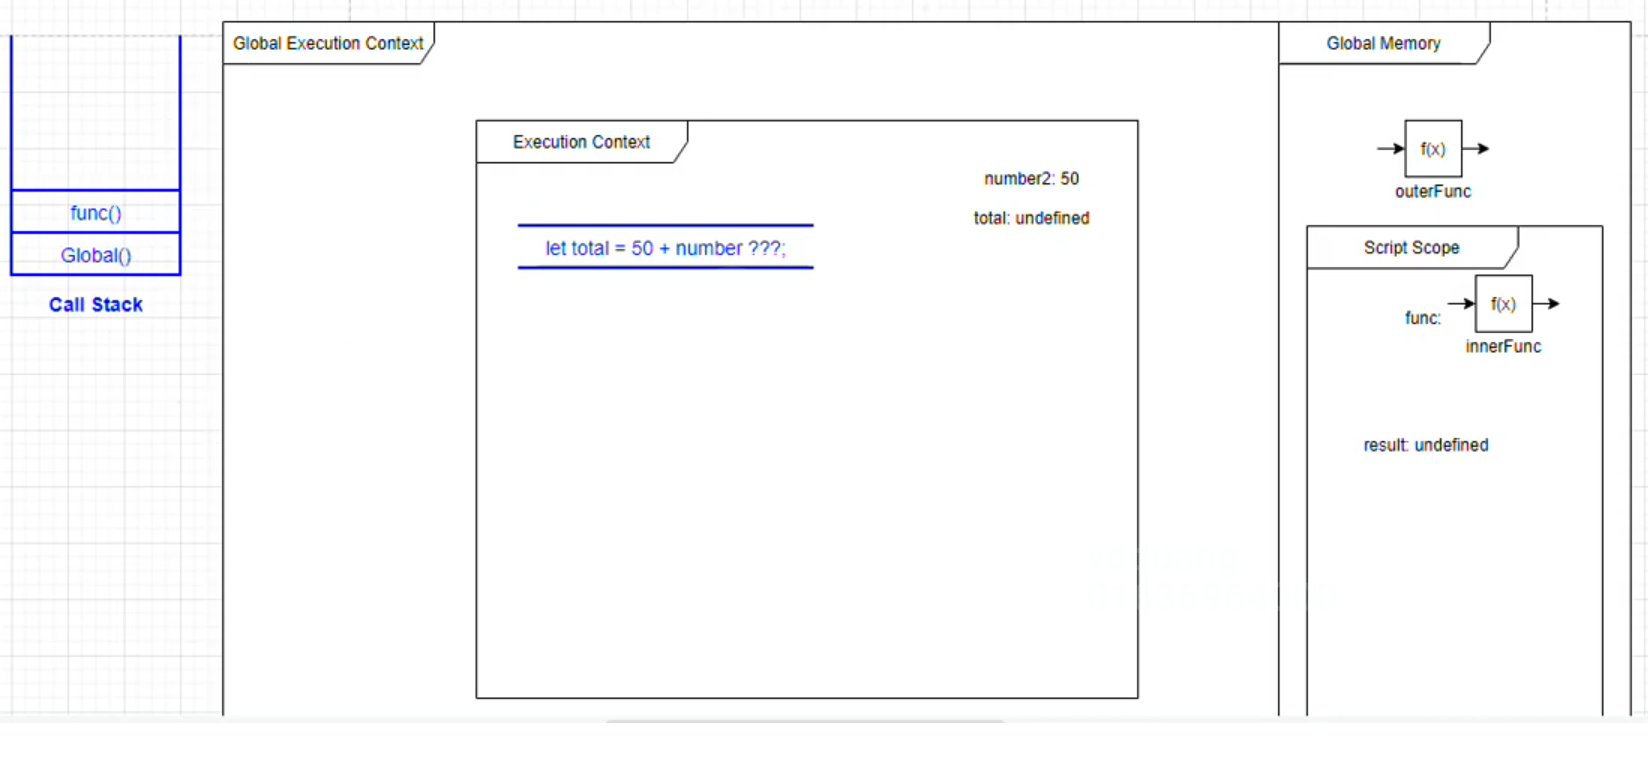 Global Execution Context
Global Memory
Execution Context
f(x)
outerFunc
number2: 50
total: undefined
func()
Global()
Call Stack
let total = 50 + number ???;
Script Scope
func:
f(x)
innerFunc
result: undefined